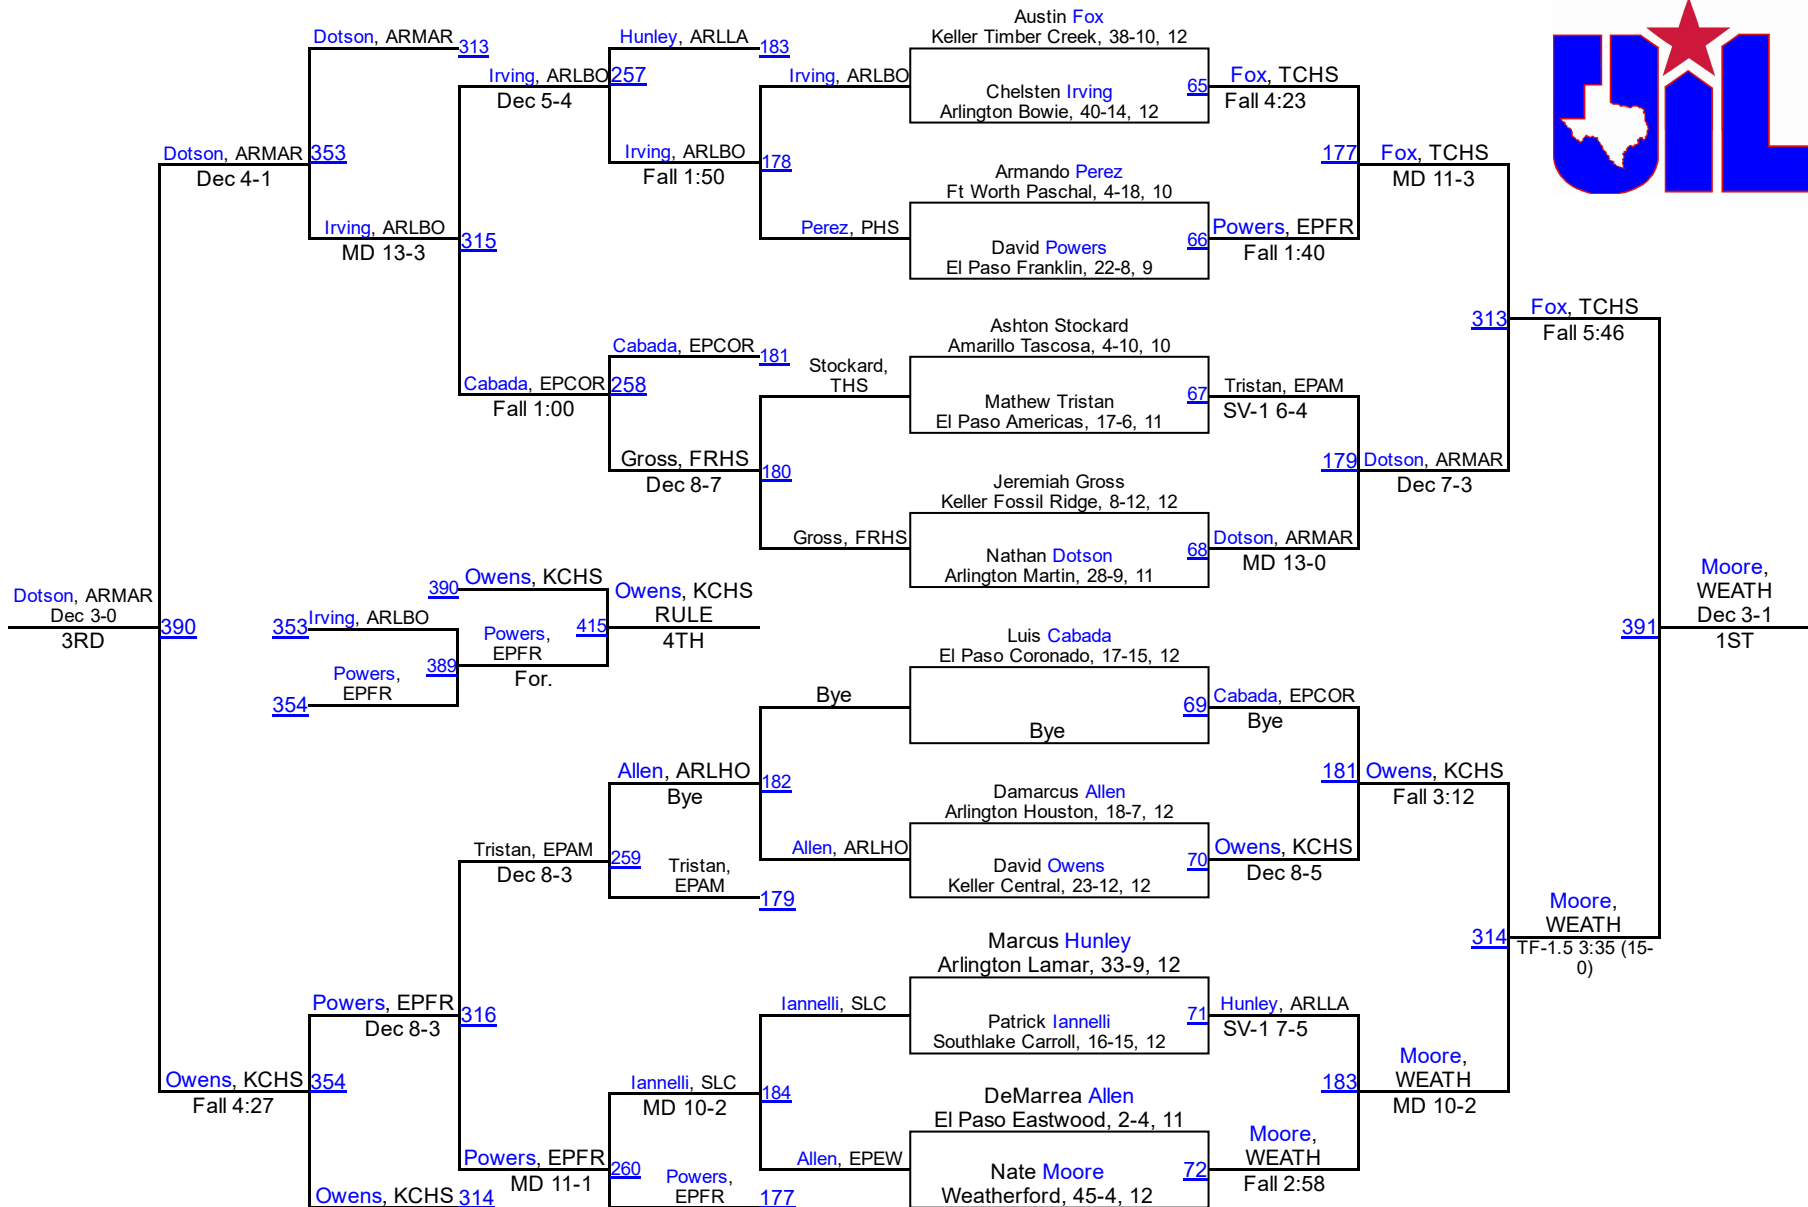 Austin Fox
Keller Timber Creek, 38-10, 12
Chelsten Irving
Arlington Bowie, 40-14, 12
65
Armando Perez
Ft Worth Paschal, 4-18, 10
David Powers
El Paso Franklin, 22-8, 9
66
Ashton Stockard
Amarillo Tascosa, 4-10, 10
Mathew Tristan
El Paso Americas, 17-6, 11
67
Jeremiah Gross
Keller Fossil Ridge, 8-12, 12
Nathan Dotson
Arlington Martin, 28-9, 11
68
Luis Cabada
El Paso Coronado, 17-15, 12
Bye
69
Damarcus Allen
Arlington Houston, 18-7, 12
David Owens
Keller Central, 23-12, 12
70
Marcus Hunley
Arlington Lamar, 33-9, 12
Patrick Iannelli
Southlake Carroll, 16-15, 12
71
DeMarrea Allen
El Paso Eastwood, 2-4, 11
Nate Moore
Weatherford, 45-4, 12
72
Fox, TCHS
Fall 4:23
177
Powers, EPFR
Fall 1:40
Tristan, EPAM
SV-1 6-4
179
Dotson, ARMAR
MD 13-0
Cabada, EPCOR
Bye
181
Owens, KCHS
Dec 8-5
Hunley, ARLLA
SV-1 7-5
183
Moore,
WEATH
Fall 2:58
Fox, TCHS
MD 11-3
313
Dotson, ARMAR
Dec 7-3
Owens, KCHS
Fall 3:12
314
Moore,
WEATH
MD 10-2
Fox, TCHS
Fall 5:46
391
Moore,
WEATH
TF-1.5 3:35 (15-
0)
Moore,
WEATH
Dec 3-1
1ST
UIL
Irving, ARLBO
178
Perez, PHS
Stockard,
THS
180
Gross, FRHS
Bye
182
Allen, ARLHO
Iannelli, SLC
184
Allen, EPEW
Hunley, ARLLA
183
257
Irving, ARLBO
Fall 1:50
Cabada, EPCOR
181
258
Gross, FRHS
Dec 8-7
Allen, ARLHO
Bye
259
Tristan,
EPAM
179
Iannelli, SLC
MD 10-2
260
Powers,
EPFR
177
Irving, ARLBO
Dec 5-4
315
Cabada, EPCOR
Fall 1:00
Tristan, EPAM
Dec 8-3
316
Powers, EPFR
MD 11-1
Dotson, ARMAR
313
353
Irving, ARLBO
MD 13-3
Powers, EPFR
Dec 8-3
354
Owens, KCHS
314
Dotson, ARMAR
Dec 4-1
390
Owens, KCHS
Fall 4:27
Dotson, ARMAR
Dec 3-0
3RD
353
Irving, ARLBO
389
354
Powers,
EPFR
390
Owens, KCHS
415
Powers,
EPFR
For.
Owens, KCHS
RULE
4TH